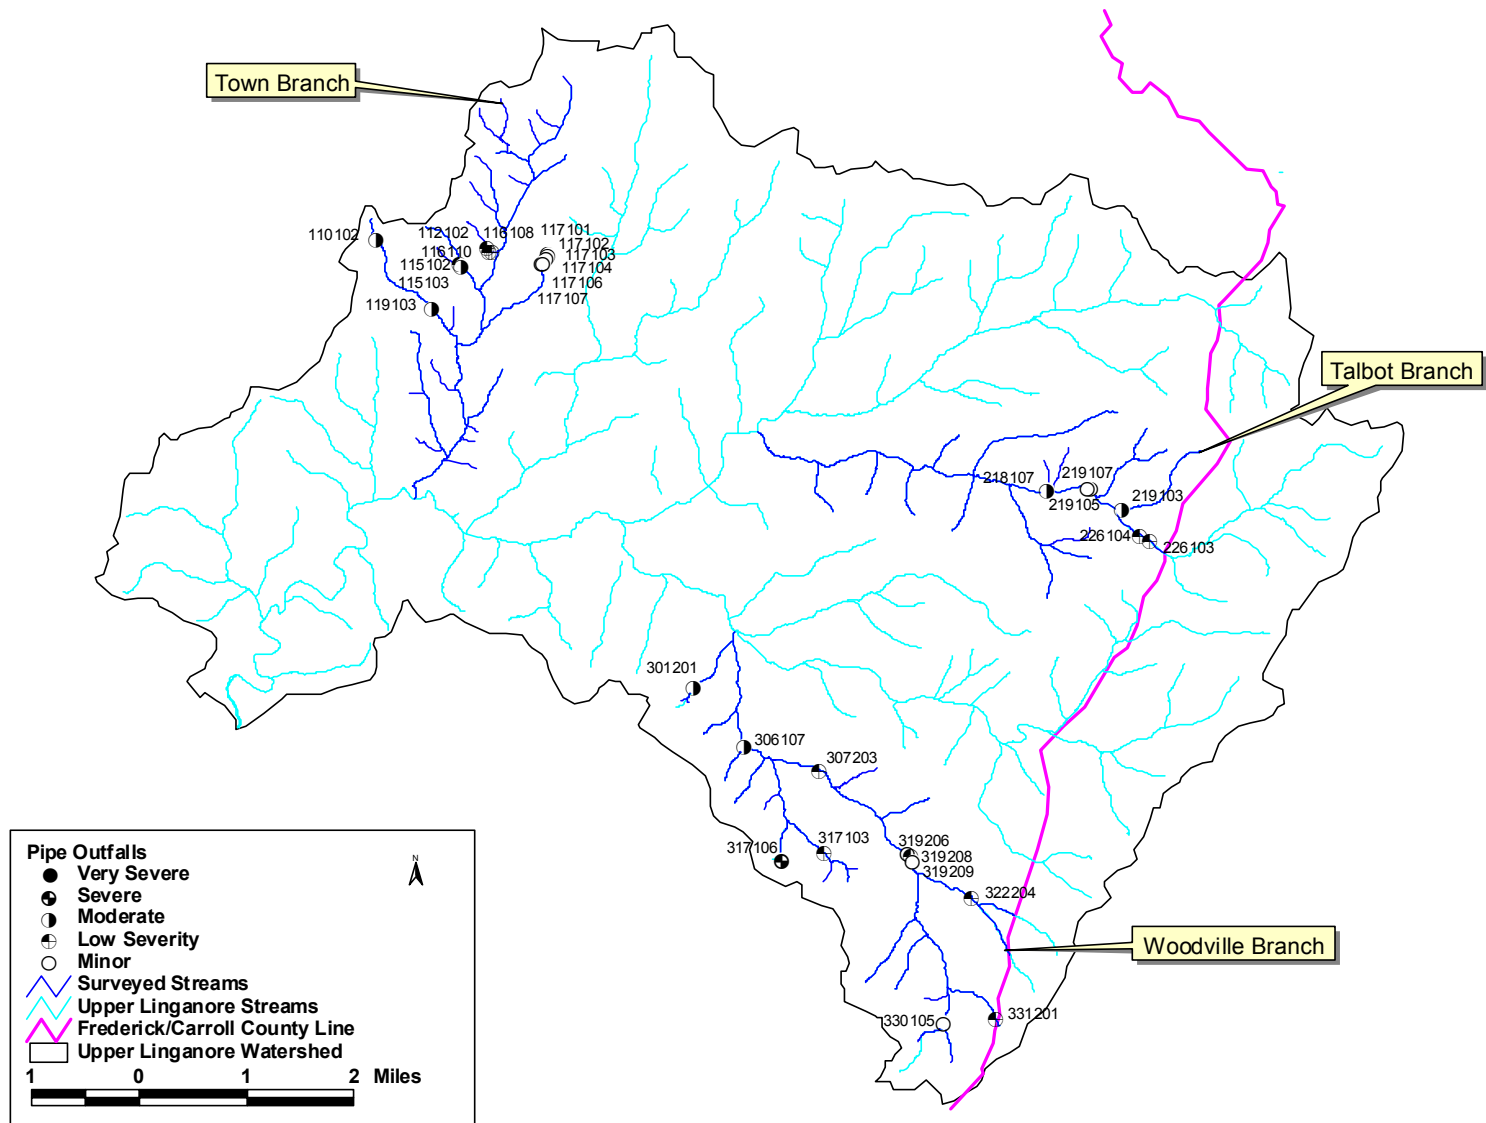 Town Branch
110102
112102
116108
117101
117102
117103
117104
117106
117107
116110
115102
115103
119103
Talbot Branch
218107
219107
219105
219103
226104
226103
301201
306107
307203
317106
317103
319206
319208
319209
322204
Woodville Branch
330105
331201
Pipe Outfalls
N
Very Severe
Severe
Moderate
Low Severity
Minor
Surveyed Streams
Upper Linganore Streams
Frederick/Carroll County Line
Upper Linganore Watershed
1 0 1 2 Miles